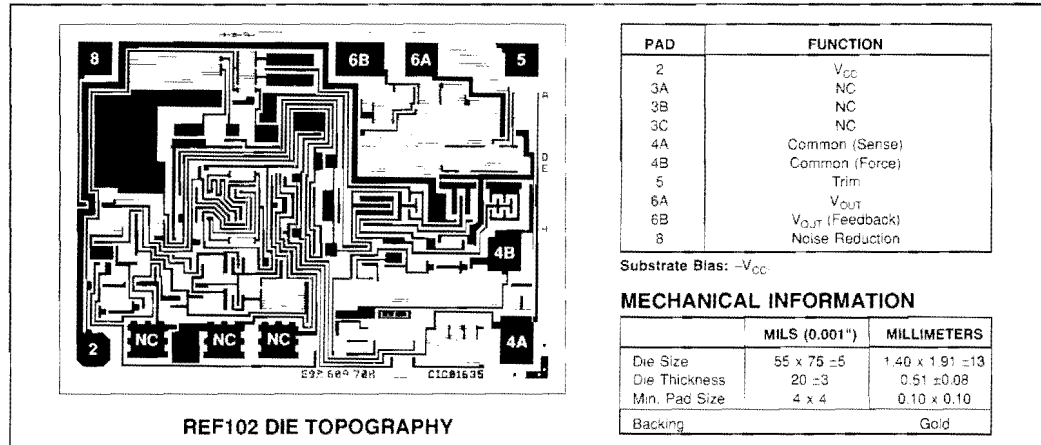 8
6B
6A
5
A
D
E
H
4B
2
NC
NC
NC
4A
CIC01635
REF102 DIE TOPOGRAPHY
PAD FUNCTION
2 V_CC
3A NC
3B NC
3C NC
4A Common (Sense)
4B Common (Force)
5 Trim
6A V_OUT
6B V_OUT (Feedback)
8 Noise Reduction
Substrate Bias: –V_CC.
MECHANICAL INFORMATION
MILS (0.001") MILLIMETERS
Die Size 55 x 75 ±5 1.40 x 1.91 ±13
Die Thickness 20 ±3 0.51 ±0.08
Min. Pad Size 4 x 4 0.10 x 0.10
Backing Gold